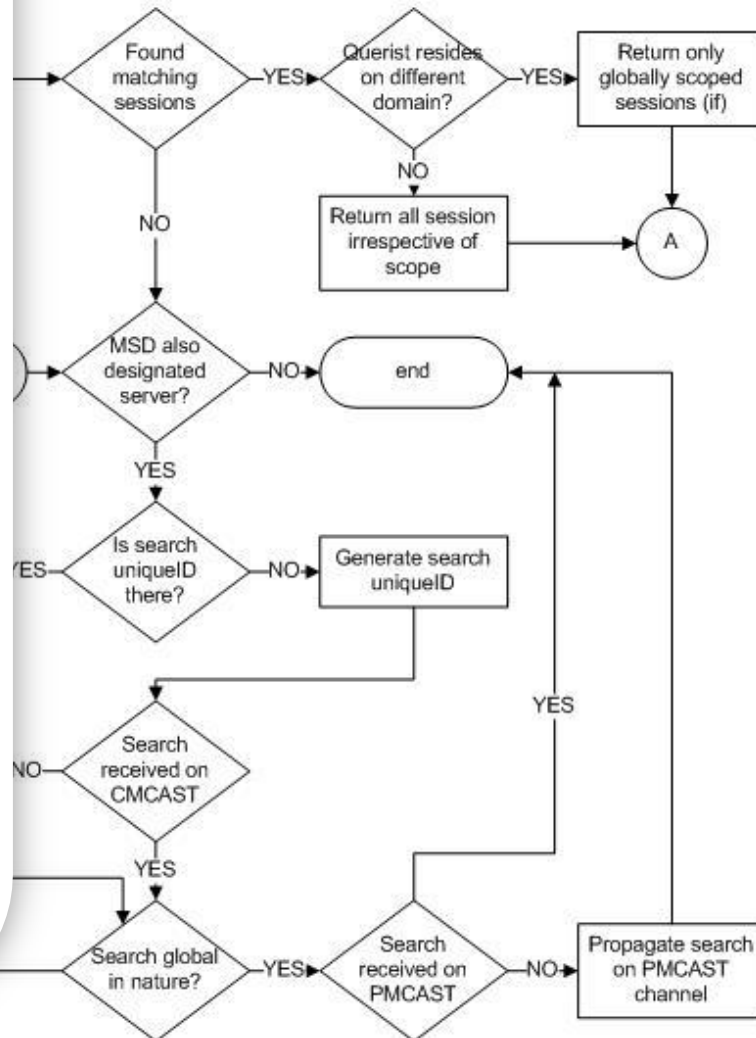 Found
matching
sessions
YES
Querist resides
on different
domain?
YES
Return only
globally scoped
sessions (if)
NO
NO
Return all session
irrespective of
scope
A
MSD also
designated
server?
NO
end
YES
YES
Is search
uniqueID
there?
NO
Generate search
uniqueID
YES
NO
Search
received on
CMCAST
YES
Search global
in nature?
YES
Search
received on
PMCAST
NO
Propagate search
on PMCAST
channel